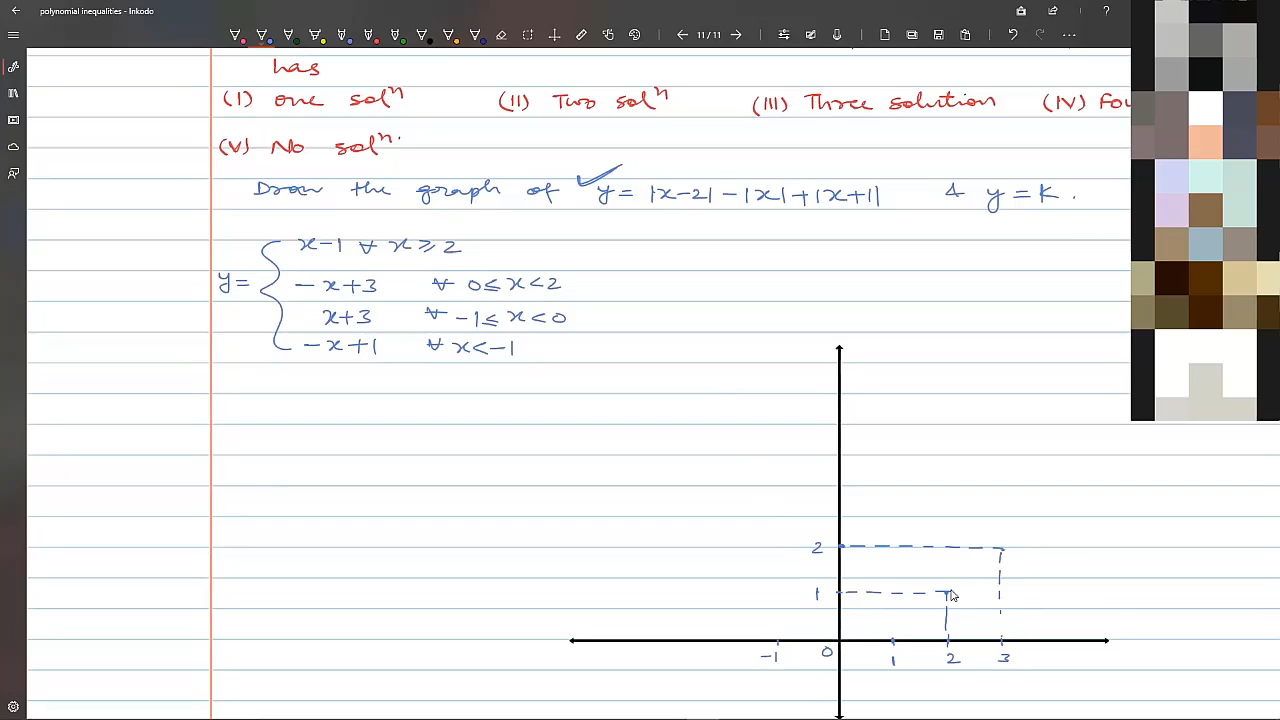 polynomial inequalities - Inkodo
11/11
has
(I) one solⁿ (II) Two solⁿ (III) Three solution (IV)
(V) No solⁿ.
Draw the graph of y = |x-2| - |x| + |x+1| & y = k .
x-1 ∀ x ≥ 2
y = { -x+3 ∀ 0 ≤ x < 2
x+3 ∀ -1 ≤ x < 0
-x+1 ∀ x < -1
2
1
-1 0 1 2 3